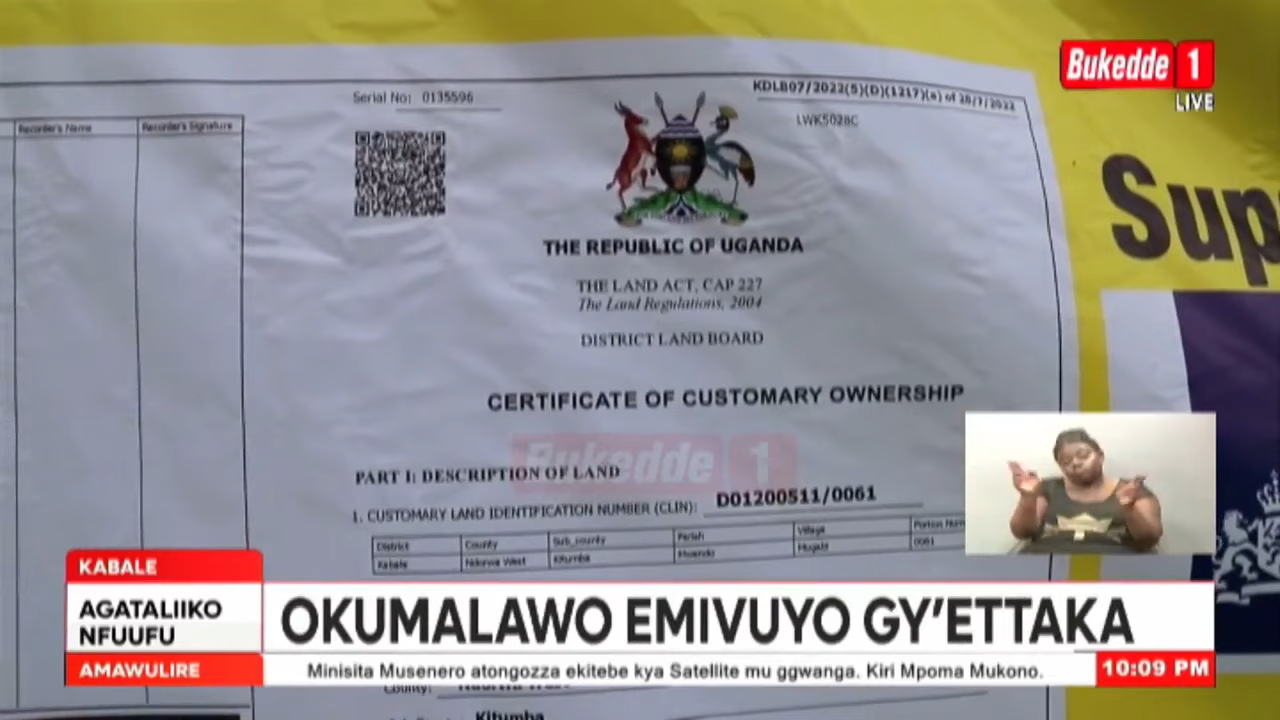 Bukedde 1
LIVE
Serial No: 0135596
KDLB07/2022(5)(D)(1217)(a) of 28/7/2022
LWK5028C
Recorder's Name
Recorder's Signature
THE REPUBLIC OF UGANDA
THE LAND ACT, CAP 227
The Land Regulations, 2004
DISTRICT LAND BOARD
CERTIFICATE OF CUSTOMARY OWNERSHIP
Sup
Bukedde 1
PART I: DESCRIPTION OF LAND
1. CUSTOMARY LAND IDENTIFICATION NUMBER (CLIN): D01200511/0061
District County Sub_county Parish Village
Kabale Ndorwa West Kitumba 0061
KABALE
AGATALIIKO
NFUUFU
OKUMALAWO EMIVUYO GY'ETTAKA
AMAWULIRE
Minisita Musenero atongozza ekitebe kya Satellite mu ggwanga. Kiri Mpoma Mukono.
10:09 PM
County:
Kitumba